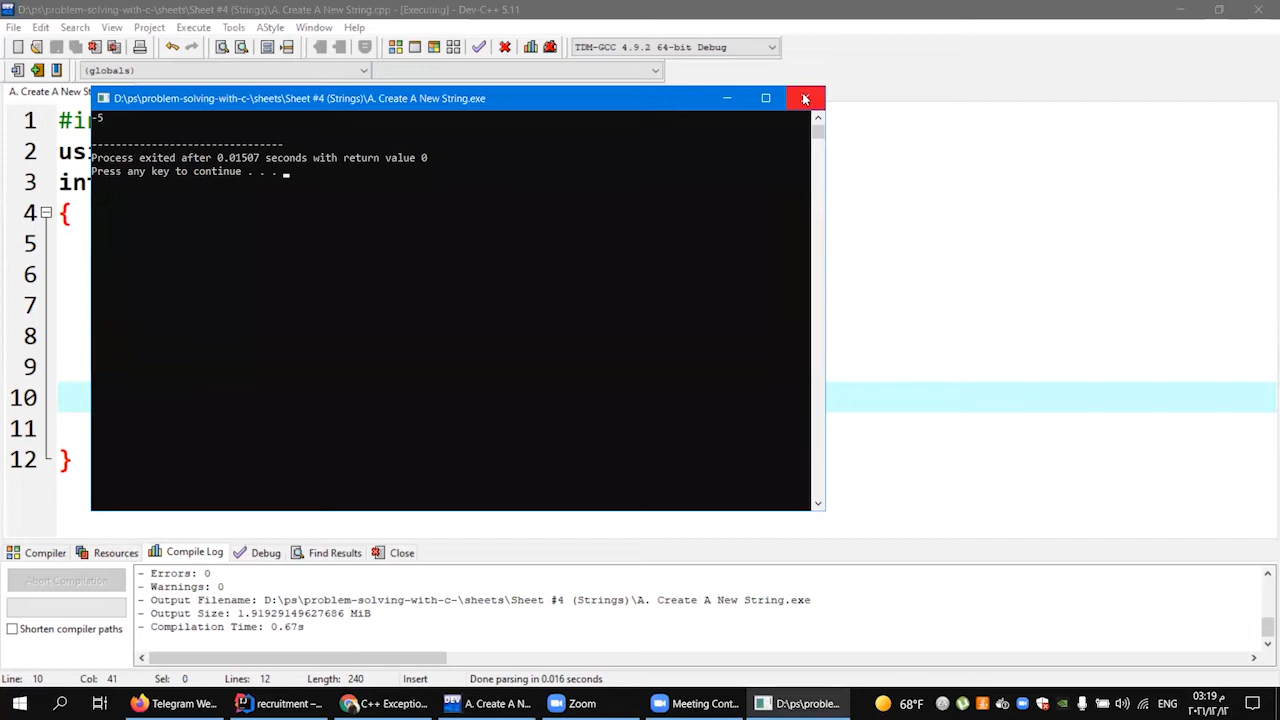 D:\ps\problem-solving-with-c-\sheets\Sheet #4 (Strings)\A. Create A New String.cpp - [Executing] - Dev-C++ 5.11
File Edit Search View Project Execute Tools AStyle Window Help
TDM-GCC 4.9.2 64-bit Debug
(globals)
A. Create A New St
D:\ps\problem-solving-with-c-\sheets\Sheet #4 (Strings)\A. Create A New String.exe
-5
--------------------------------
Process exited after 0.01507 seconds with return value 0
Press any key to continue . . .
1 #in
2 us
3 int
4 {
5
6
7
8
9
10
11
12 }
Compiler Resources Compile Log Debug Find Results Close
Abort Compilation
Shorten compiler paths
- Errors: 0
- Warnings: 0
- Output Filename: D:\ps\problem-solving-with-c-\sheets\Sheet #4 (Strings)\A. Create A New String.exe
- Output Size: 1.91929149627686 MiB
- Compilation Time: 0.67s
Line: 10 Col: 41 Sel: 0 Lines: 12 Length: 240 Insert Done parsing in 0.016 seconds
Telegram We... recruitment –... C++ Exceptio... A. Create A N... Zoom Meeting Cont... D:\ps\proble...
68°F ENG ٠٣:١٩ م